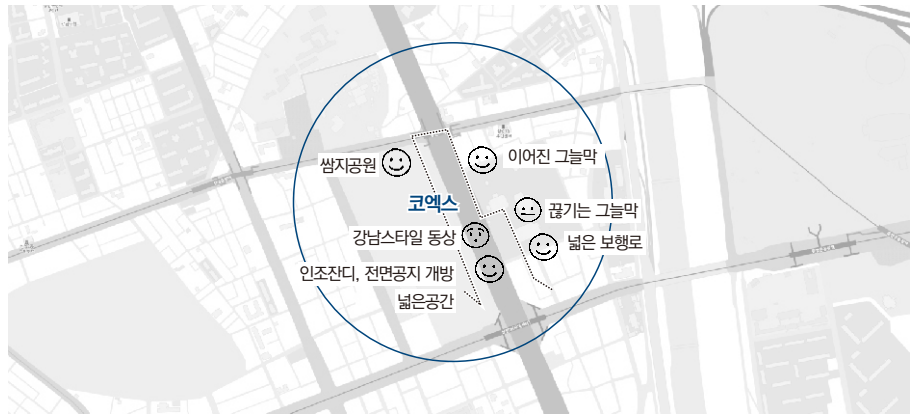 쌈지공원
이어진 그늘막
코엑스
끊기는 그늘막
강남스타일 동상
넓은 보행로
인조잔디, 전면공지 개방
넓은공간